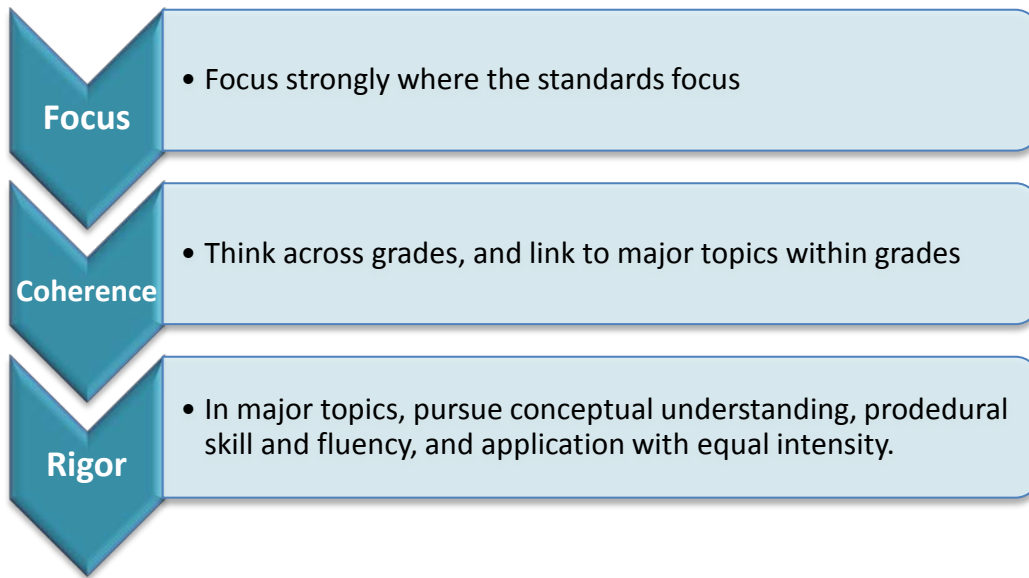 Focus
• Focus strongly where the standards focus
Coherence
• Think across grades, and link to major topics within grades
Rigor
• In major topics, pursue conceptual understanding, prodedural
skill and fluency, and application with equal intensity.